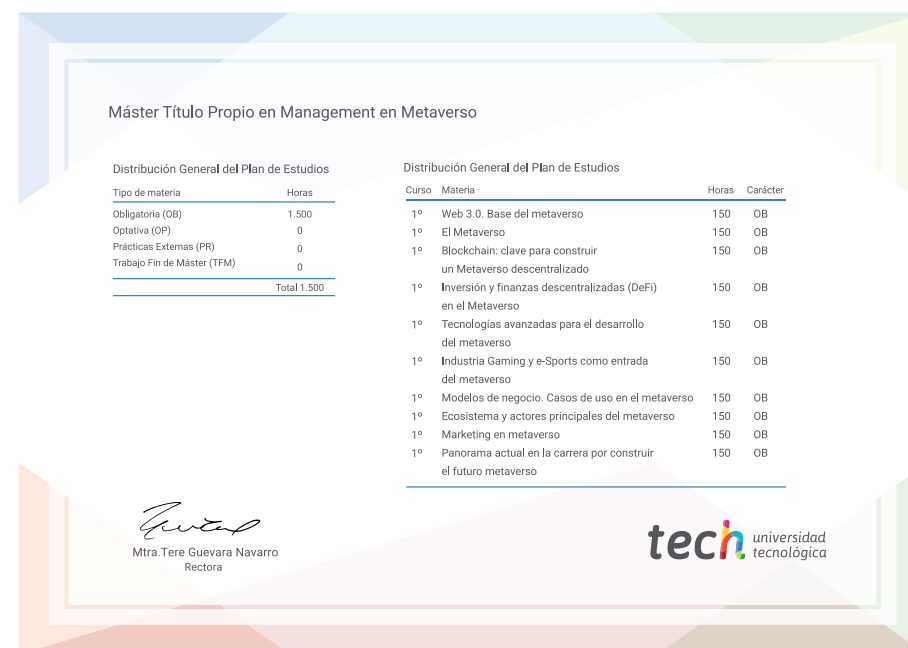 Máster Título Propio en Management en Metaverso
Distribución General del Plan de Estudios
Tipo de materia Horas
Obligatoria (OB) 1.500
Optativa (OP) 0
Prácticas Externas (PR) 0
Trabajo Fin de Máster (TFM) 0
Total 1.500
Distribución General del Plan de Estudios
Curso Materia Horas Carácter
1º Web 3.0. Base del metaverso 150 OB
1º El Metaverso 150 OB
1º Blockchain: clave para construir 150 OB
un Metaverso descentralizado
1º Inversión y finanzas descentralizadas (DeFi) 150 OB
en el Metaverso
1º Tecnologías avanzadas para el desarrollo 150 OB
del metaverso
1º Industria Gaming y e-Sports como entrada 150 OB
del metaverso
1º Modelos de negocio. Casos de uso en el metaverso 150 OB
1º Ecosistema y actores principales del metaverso 150 OB
1º Marketing en metaverso 150 OB
1º Panorama actual en la carrera por construir 150 OB
el futuro metaverso
Mtra.Tere Guevara Navarro
Rectora
tech universidad
tecnológica